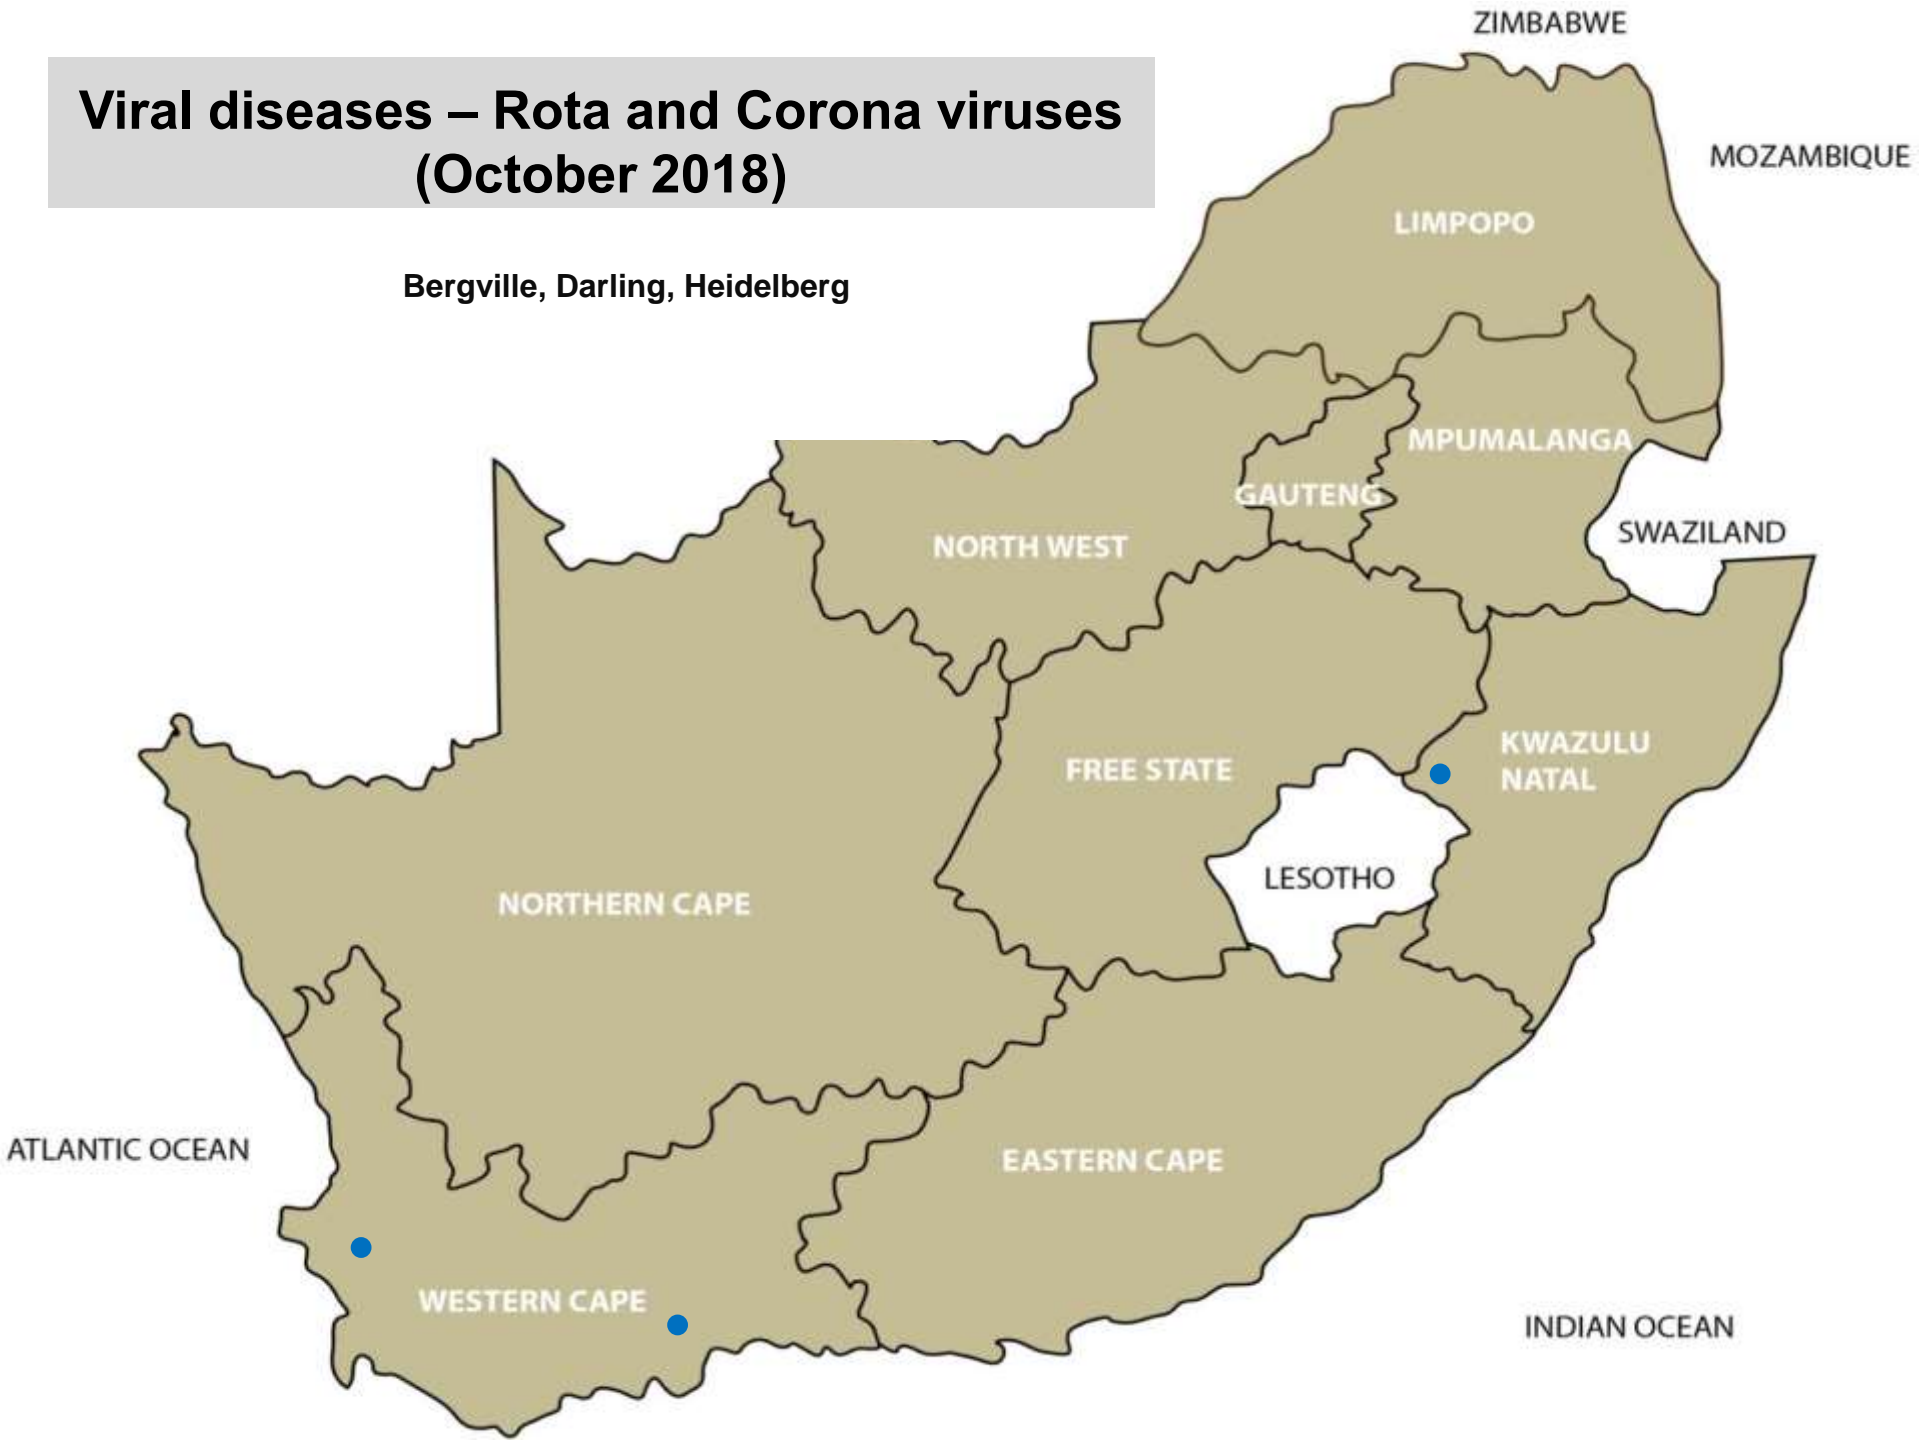 ZIMBABWE
Viral diseases – Rota and Corona viruses
(October 2018)
MOZAMBIQUE
LIMPOPO
Bergville, Darling, Heidelberg
MPUMALANGA
GAUTENG
SWAZILAND
NORTH WEST
KWAZULU
NATAL
FREE STATE
LESOTHO
NORTHERN CAPE
ATLANTIC OCEAN
EASTERN CAPE
WESTERN CAPE
INDIAN OCEAN